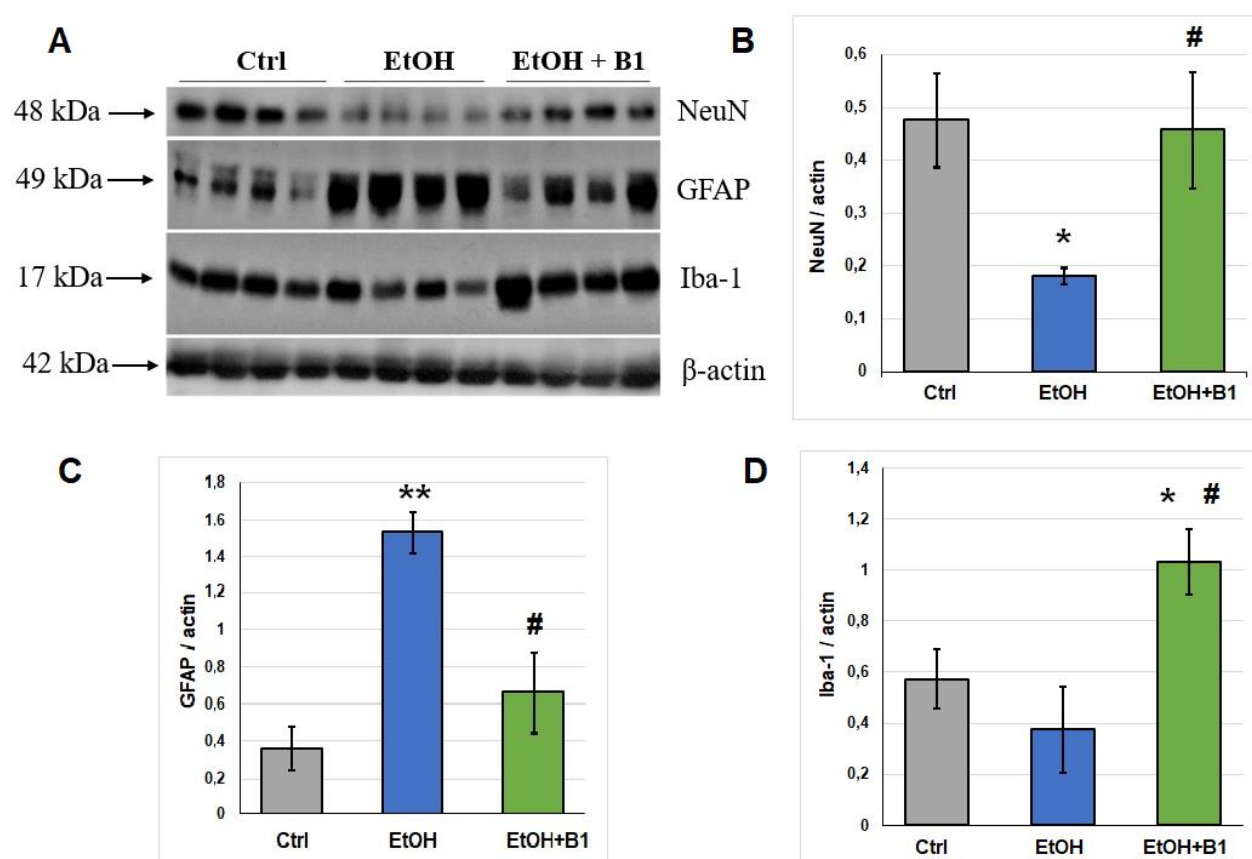 A
Ctrl EtOH EtOH + B1
48 kDa NeuN
49 kDa GFAP
17 kDa Iba-1
42 kDa β-actin
B
NeuN / actin
0,6
0,5
0,4
0,3
0,2
0,1
0
*
#
Ctrl EtOH EtOH+B1
C
GFAP / actin
1,8
1.6
1.4
1.2
1
0,8
0,6
0,4
0,2
0
**
#
Ctrl EtOH EtOH+B1
D
Iba-1 / actin
1,4
1,2
1
0,8
0,6
0,4
0,2
0
* #
Ctrl EtOH EtOH+B1